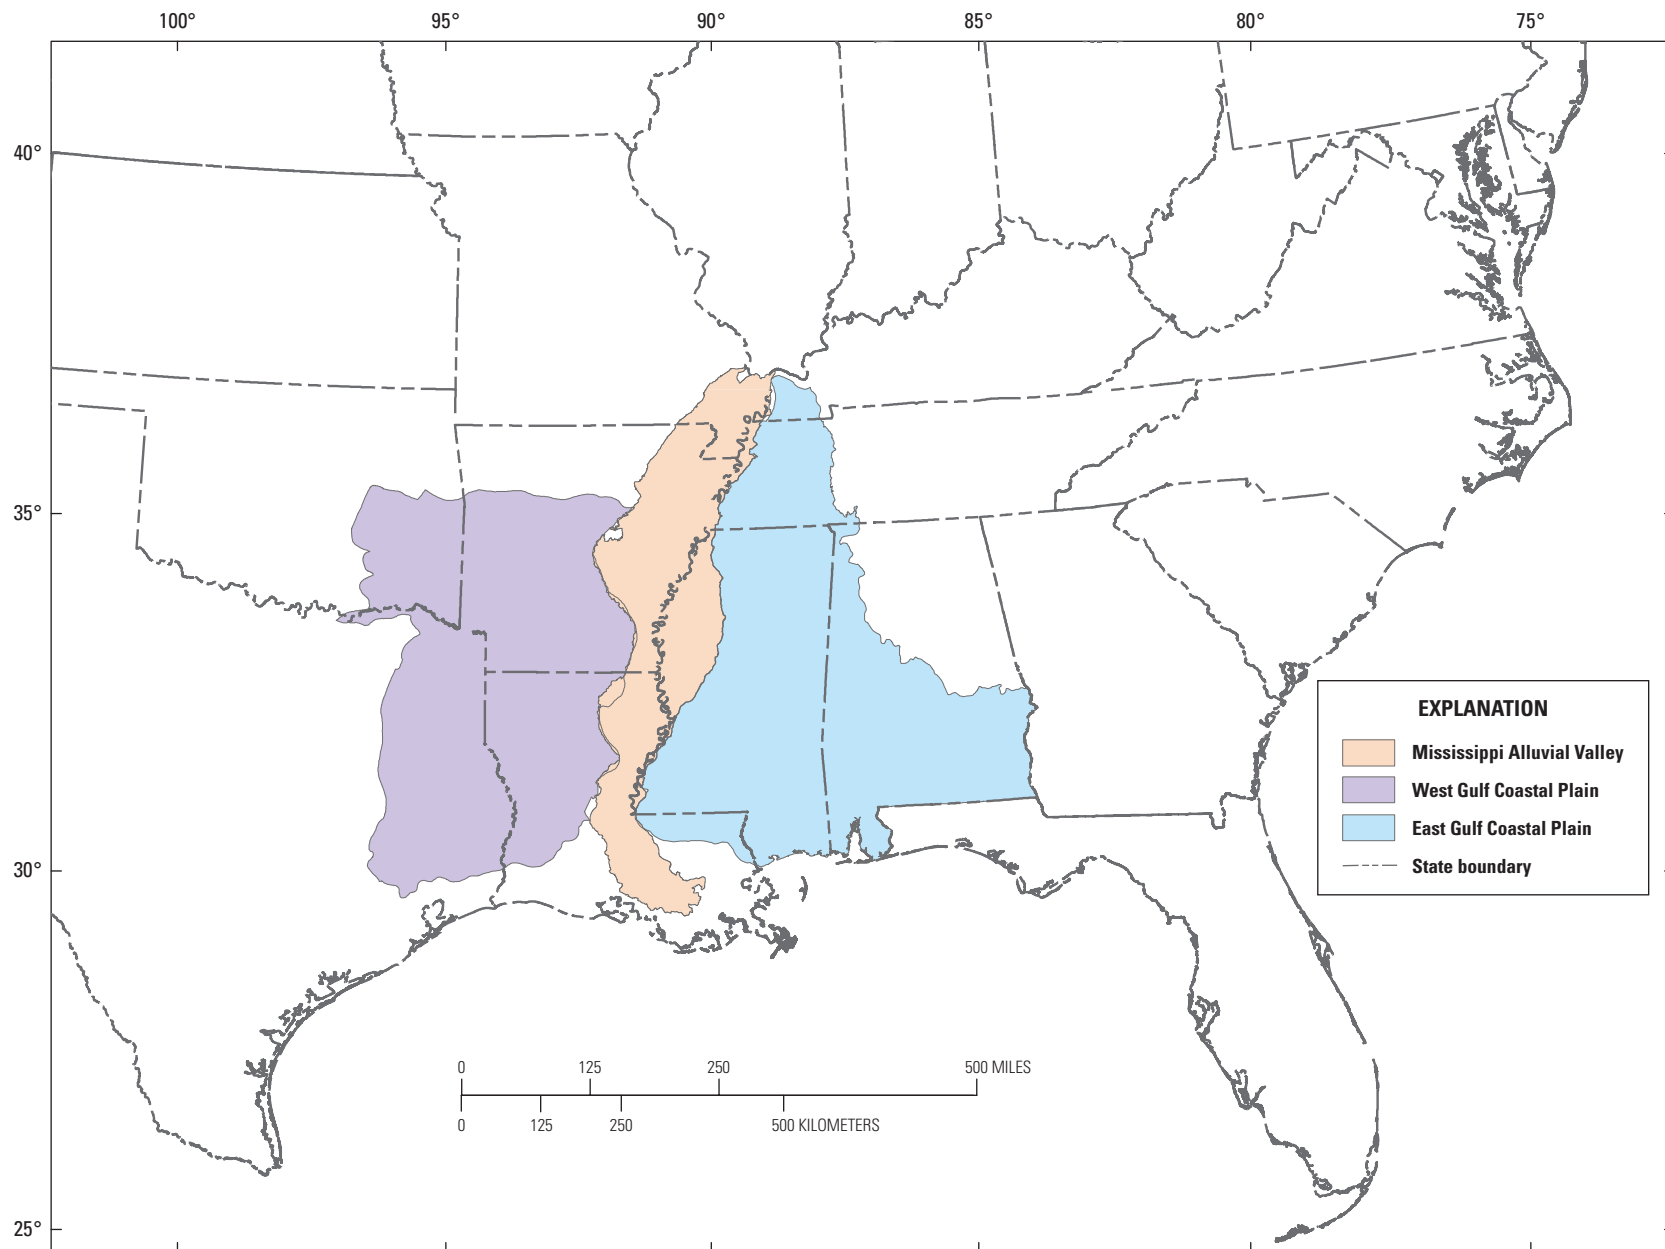 100° 95° 90° 85° 80° 75°
40°
35°
30°
25°
EXPLANATION
Mississippi Alluvial Valley
West Gulf Coastal Plain
East Gulf Coastal Plain
State boundary
0 125 250 500 MILES
0 125 250 500 KILOMETERS